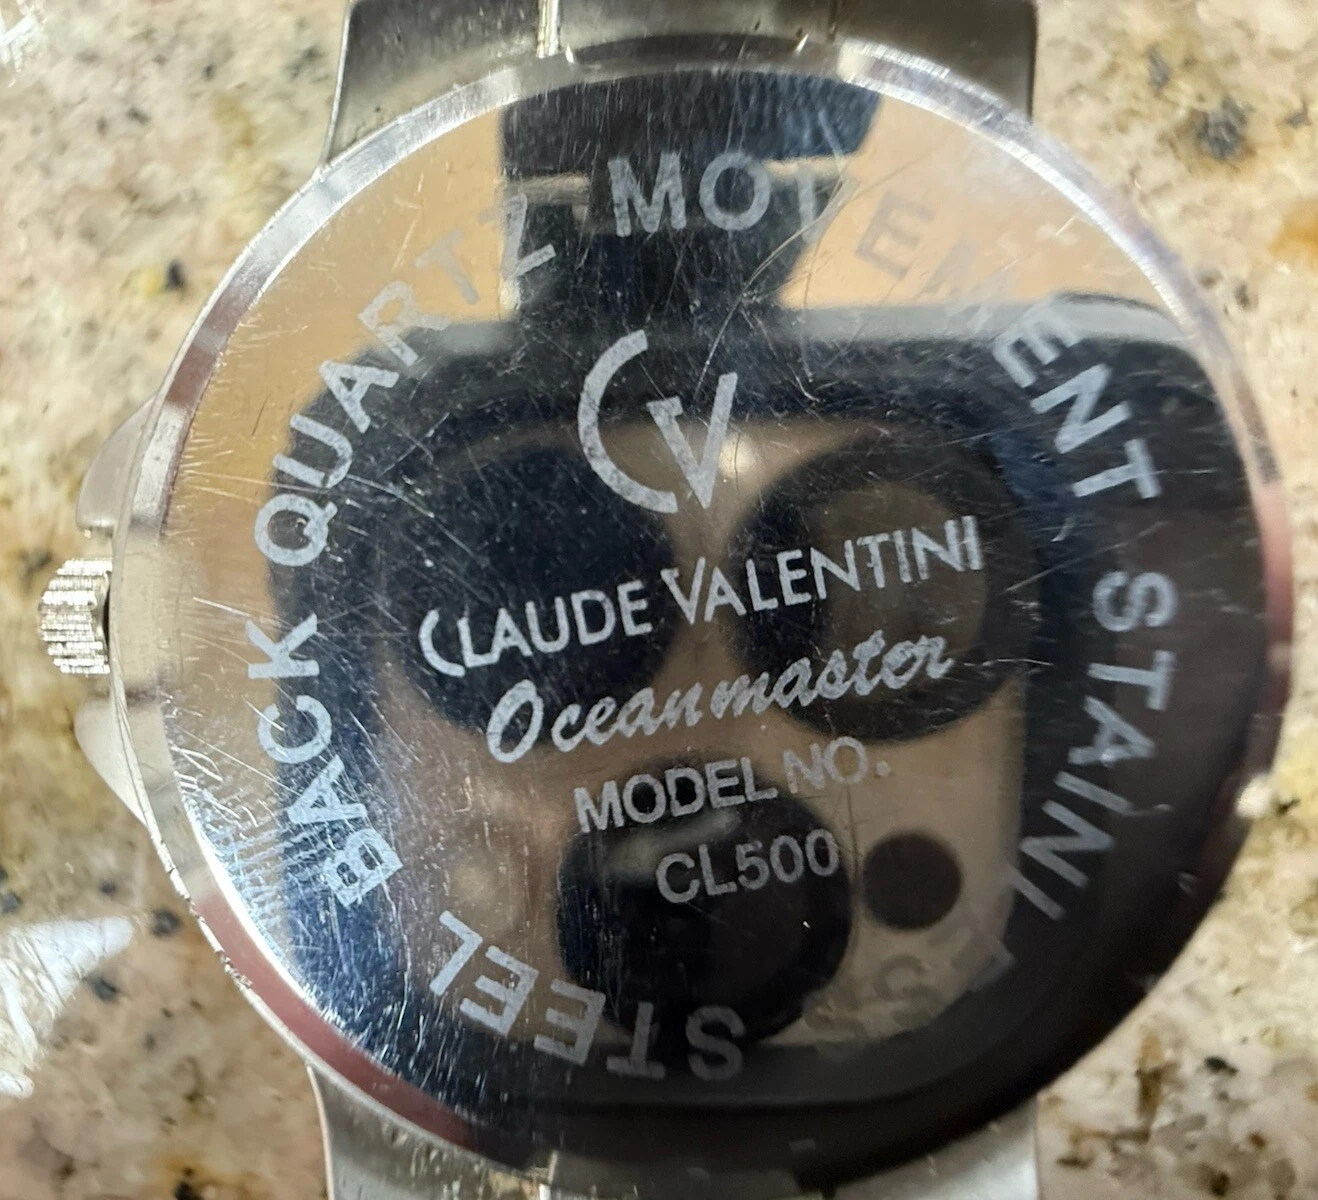 QUARTZ MOVEMENT STAINLESS STEEL BACK
CV
CLAUDE VALENTINI
Oceanmaster
MODEL NO.
CL500